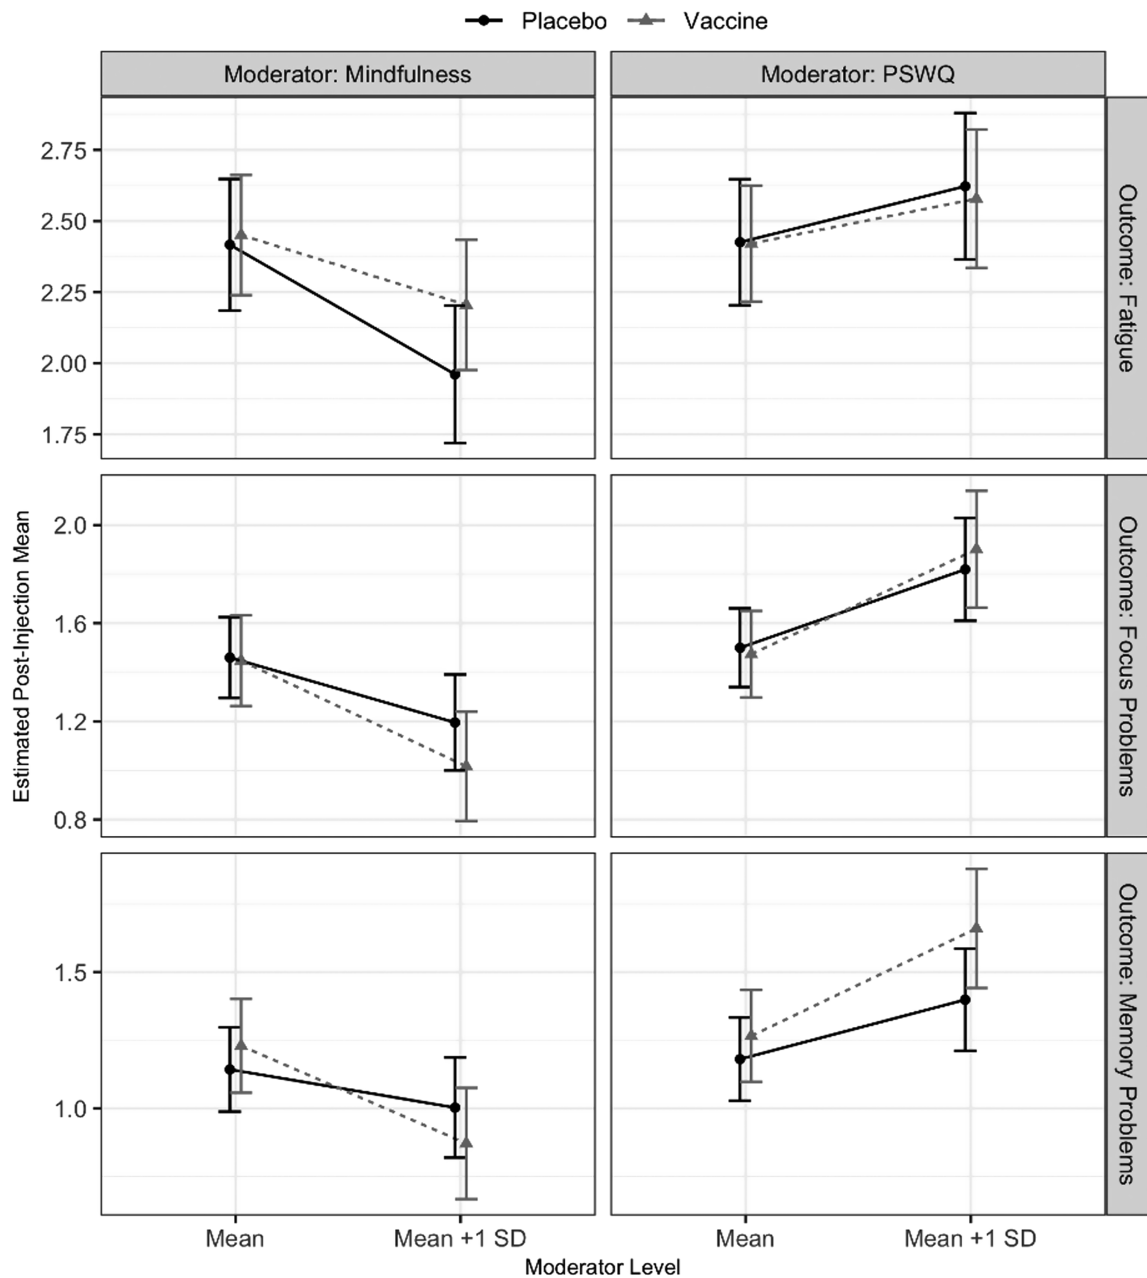 Placebo Vaccine
Moderator: Mindfulness
Moderator: PSWQ
2.75
2.50
2.25
2.00
1.75
Outcome: Fatigue
2.0
1.6
1.2
0.8
Outcome: Focus Problems
1.5
1.0
Outcome: Memory Problems
Estimated Post-Injection Mean
Mean
Mean +1 SD
Mean
Mean +1 SD
Moderator Level